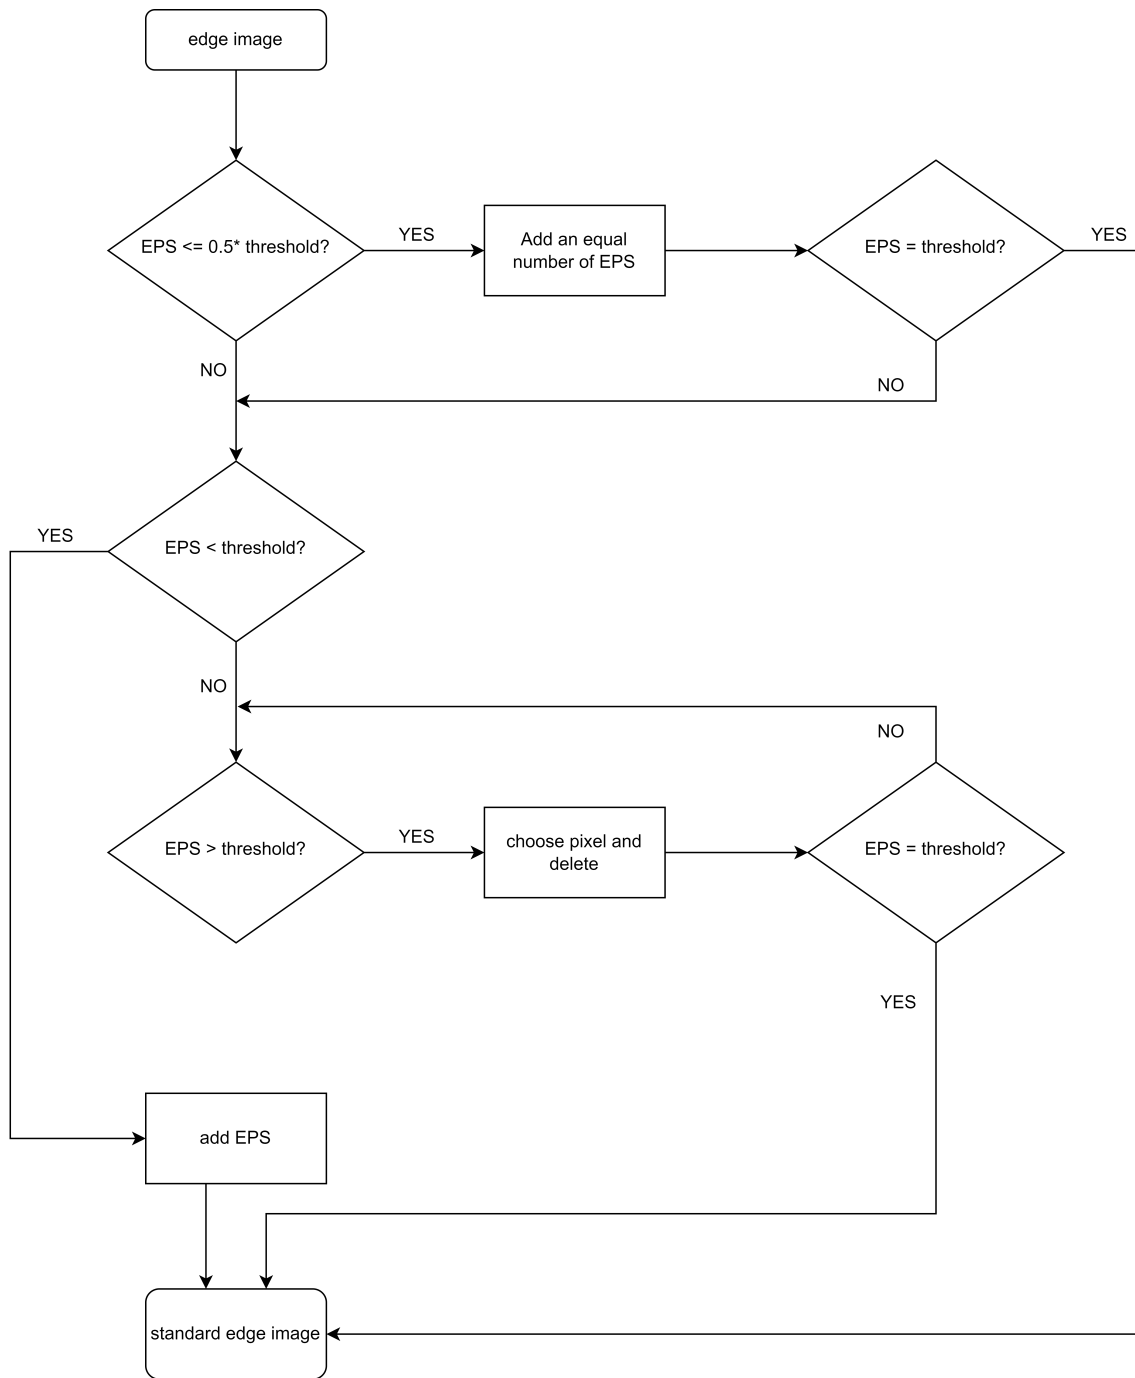 edge image
EPS <= 0.5* threshold?
YES
Add an equal
number of EPS
EPS = threshold?
YES
NO
NO
YES
EPS < threshold?
NO
NO
EPS > threshold?
YES
choose pixel and
delete
EPS = threshold?
YES
add EPS
standard edge image